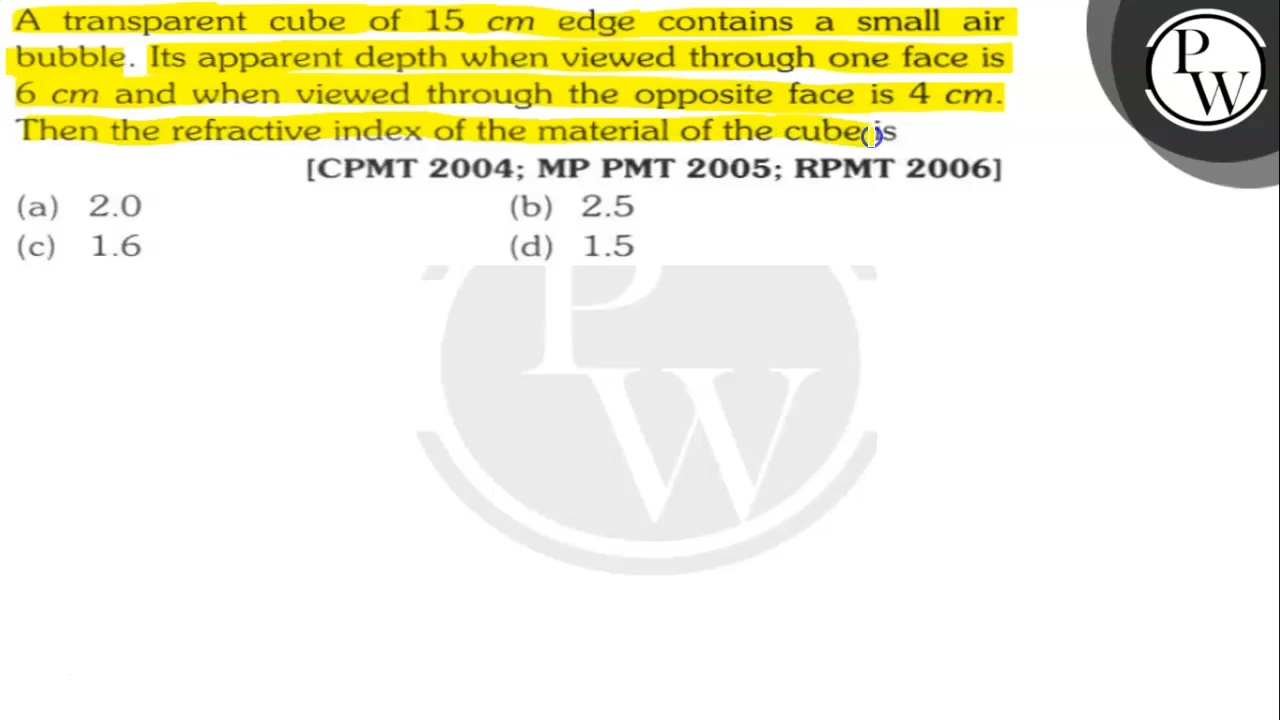 A transparent cube of 15 cm edge contains a small air
bubble. Its apparent depth when viewed through one face is
6 cm and when viewed through the opposite face is 4 cm.
Then the refractive index of the material of the cube is
[CPMT 2004; MP PMT 2005; RPMT 2006]
(a) 2.0 (b) 2.5
(c) 1.6 (d) 1.5
P
W
P
W